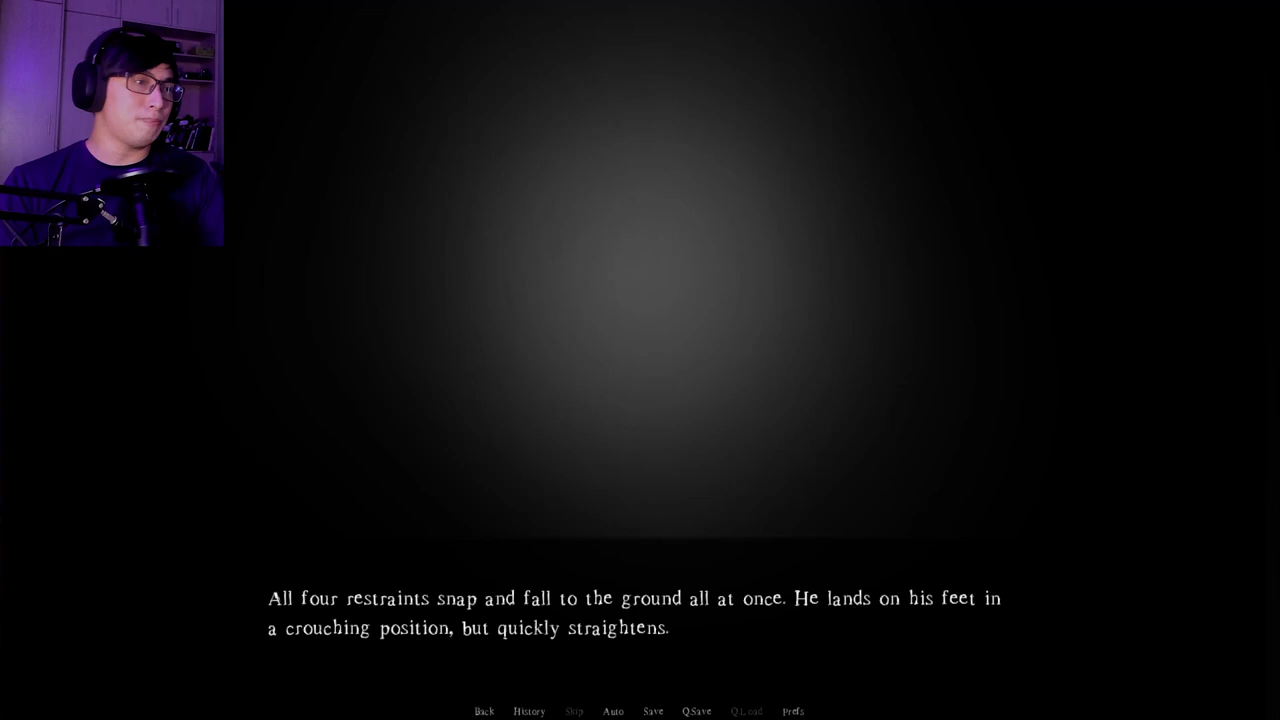 All four restraints snap and fall to the ground all at once. He lands on his feet in
a crouching position, but quickly straightens.
Back History Skip Auto Save Q.Save Q.Load Prefs